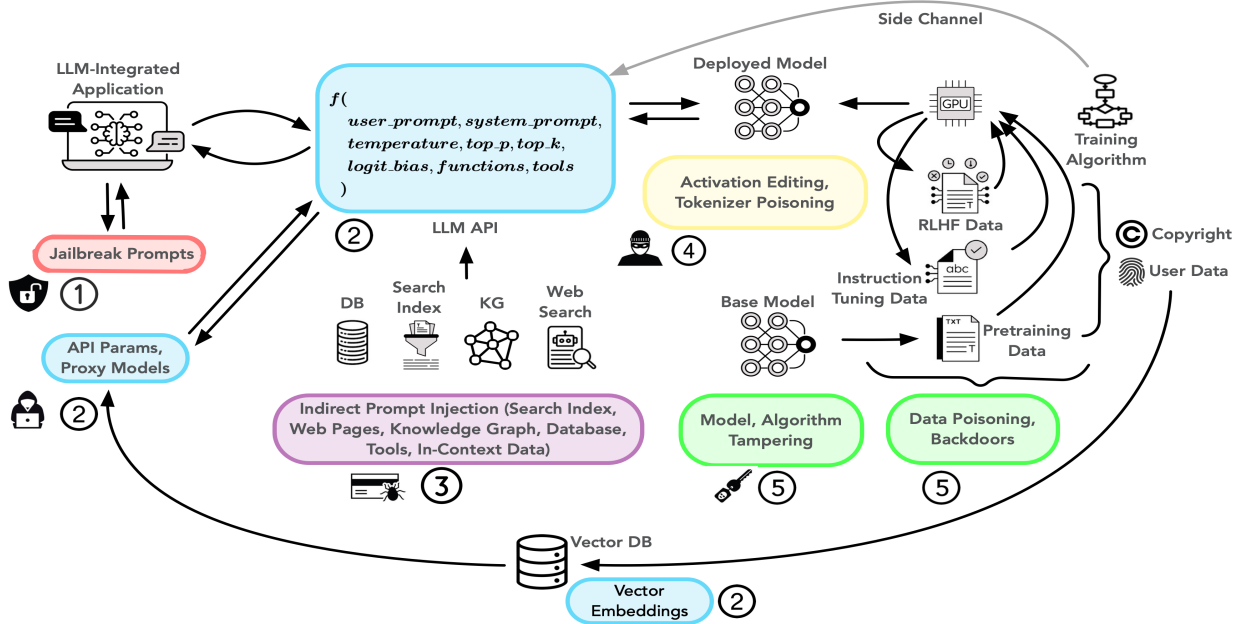 Side Channel
LLM-Integrated
Application
Deployed Model
f(
user_prompt, system_prompt,
temperature, top_p, top_k,
logit_bias, functions, tools
)
GPU
Training
Algorithm
Activation Editing,
Tokenizer Poisoning
T
RLHF Data
2
LLM API
4
Jailbreak Prompts
1
© Copyright
User Data
abc
Instruction
Tuning Data
DB
Search
Index
KG
Web
Search
Base Model
TXT
T
Pretraining
Data
API Params,
Proxy Models
2
Indirect Prompt Injection (Search Index,
Web Pages, Knowledge Graph, Database,
Tools, In-Context Data)
3
Model, Algorithm
Tampering
5
Data Poisoning,
Backdoors
5
Vector DB
Vector
Embeddings
2